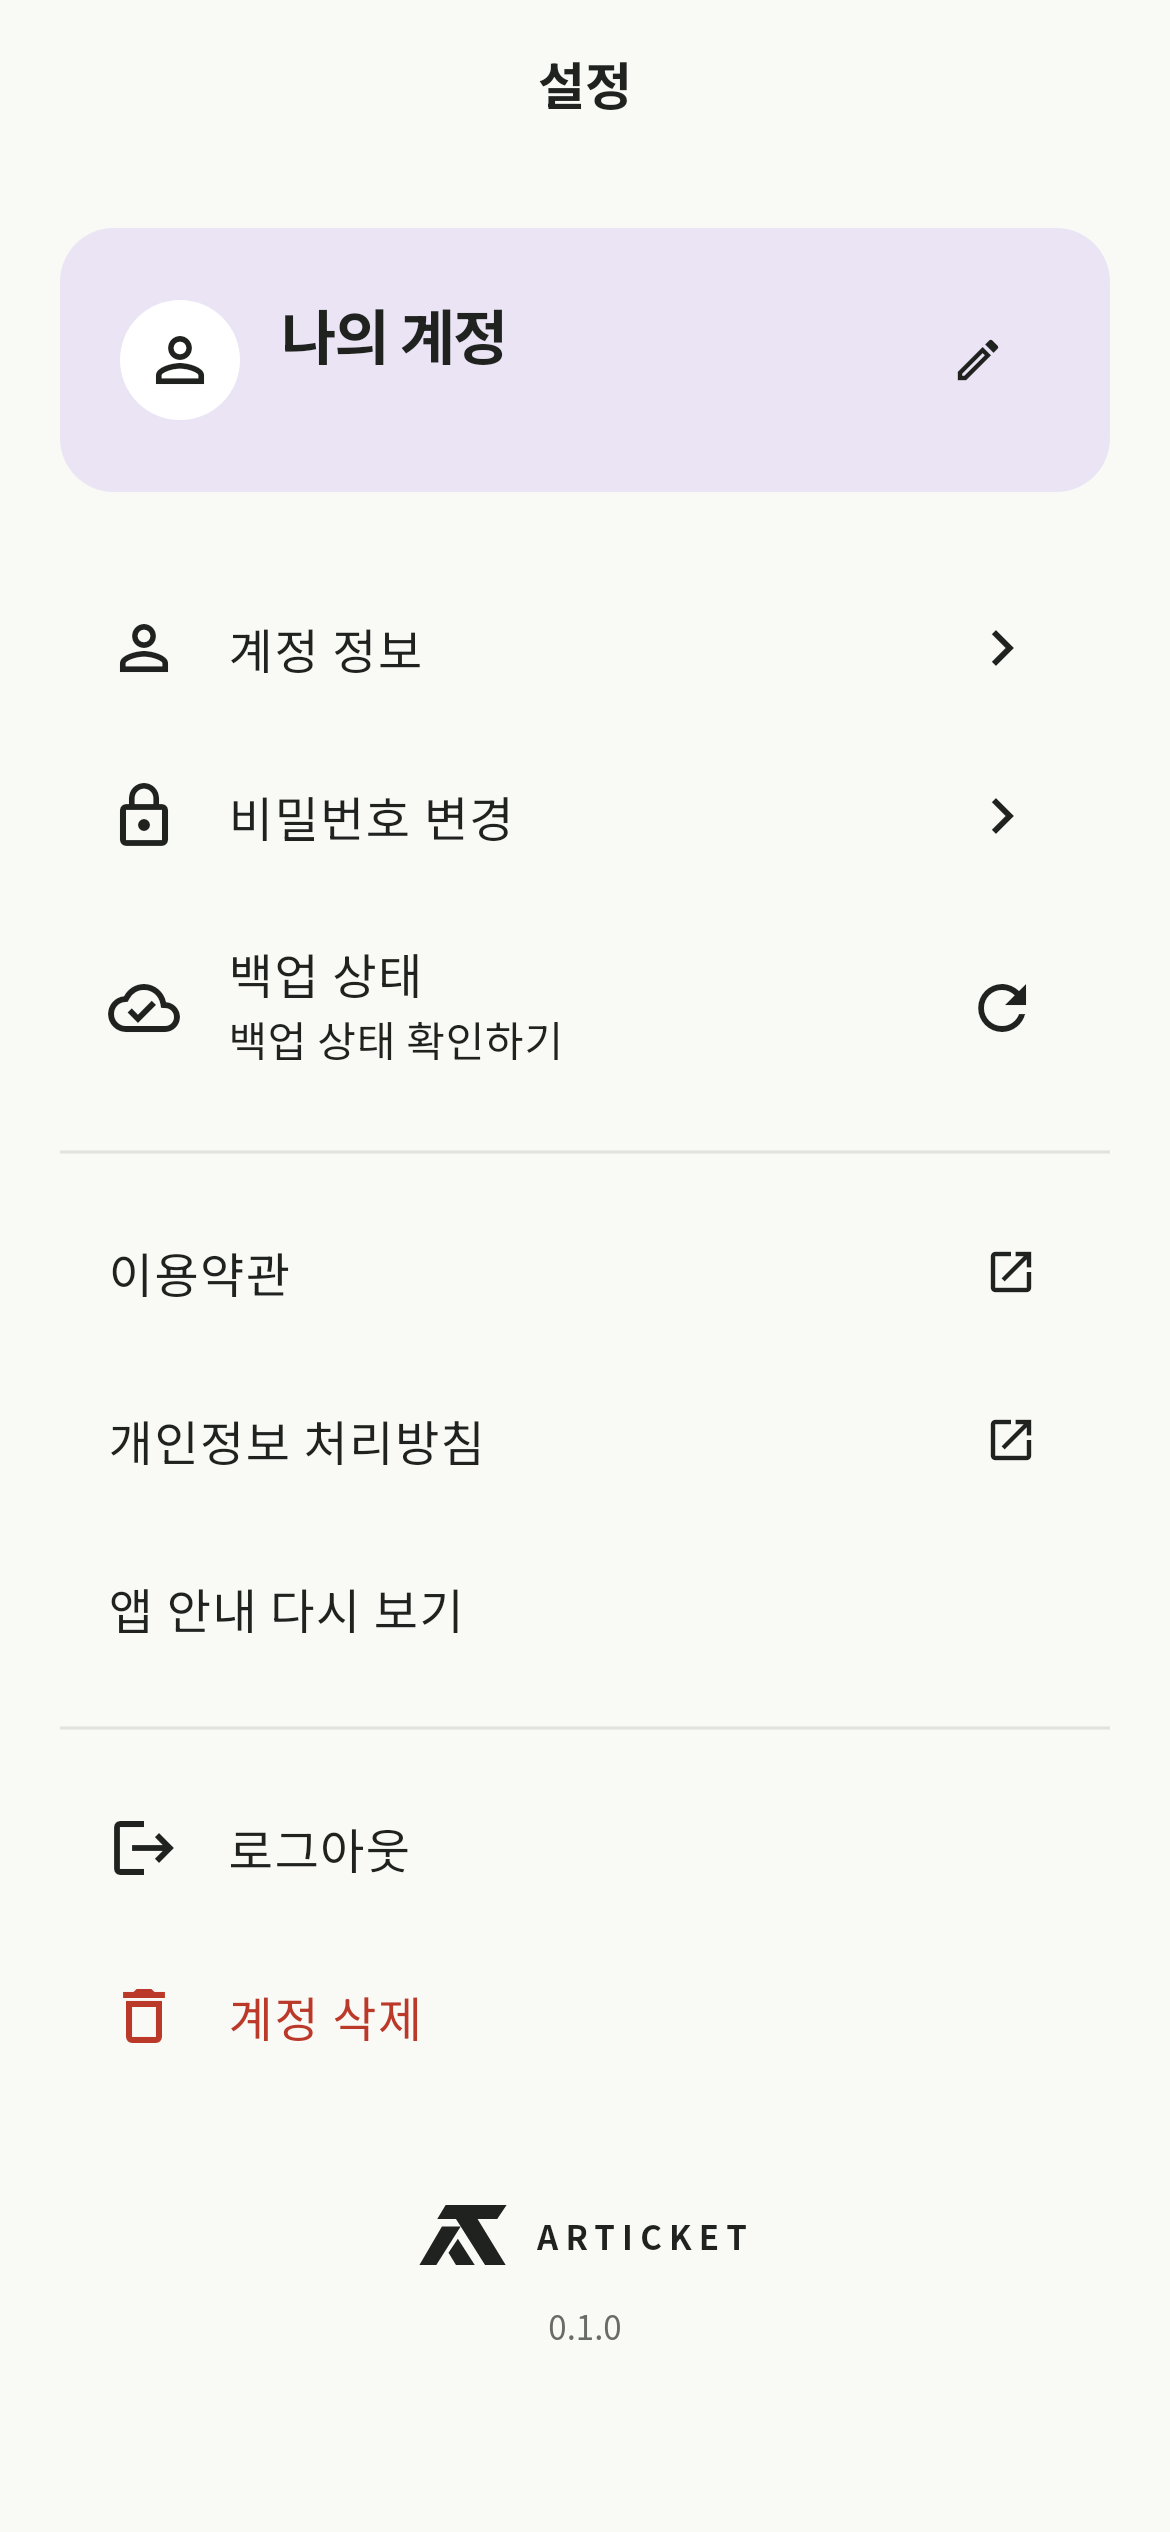 설정
나의 계정
계정 정보
비밀번호 변경
백업 상태
백업 상태 확인하기
이용약관
개인정보 처리방침
앱 안내 다시 보기
로그아웃
계정 삭제
ARTICKET
0.1.0